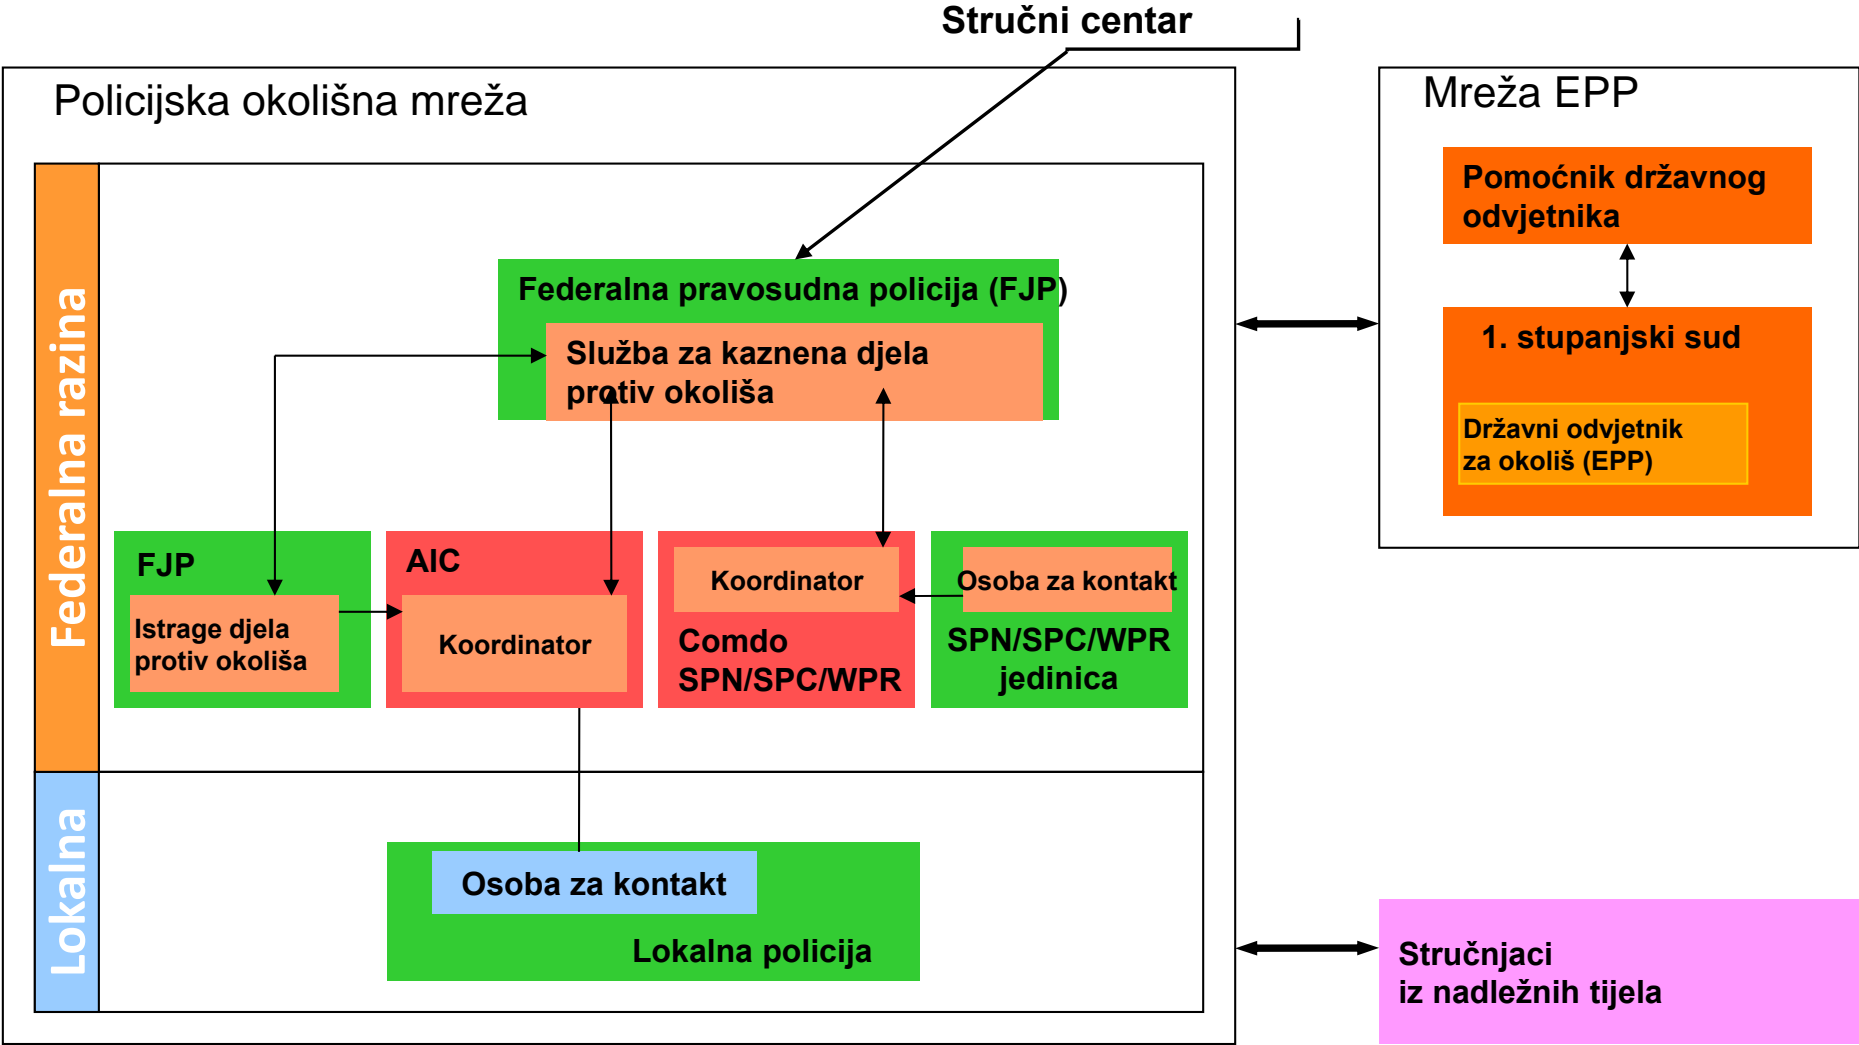 Stručni centar
Policijska okolišna mreža
Mreža EPP
Federalna razina
Lokalna
Pomoćnik državnog
odvjetnika
Federalna pravosudna policija (FJP)
Služba za kaznena djela
protiv okoliša
1. stupanjski sud
Državni odvjetnik
za okoliš (EPP)
FJP
Istrage djela
protiv okoliša
AIC
Koordinator
Koordinator
Comdo
SPN/SPC/WPR
Osoba za kontakt
SPN/SPC/WPR
jedinica
Osoba za kontakt
Lokalna policija
Stručnjaci
iz nadležnih tijela